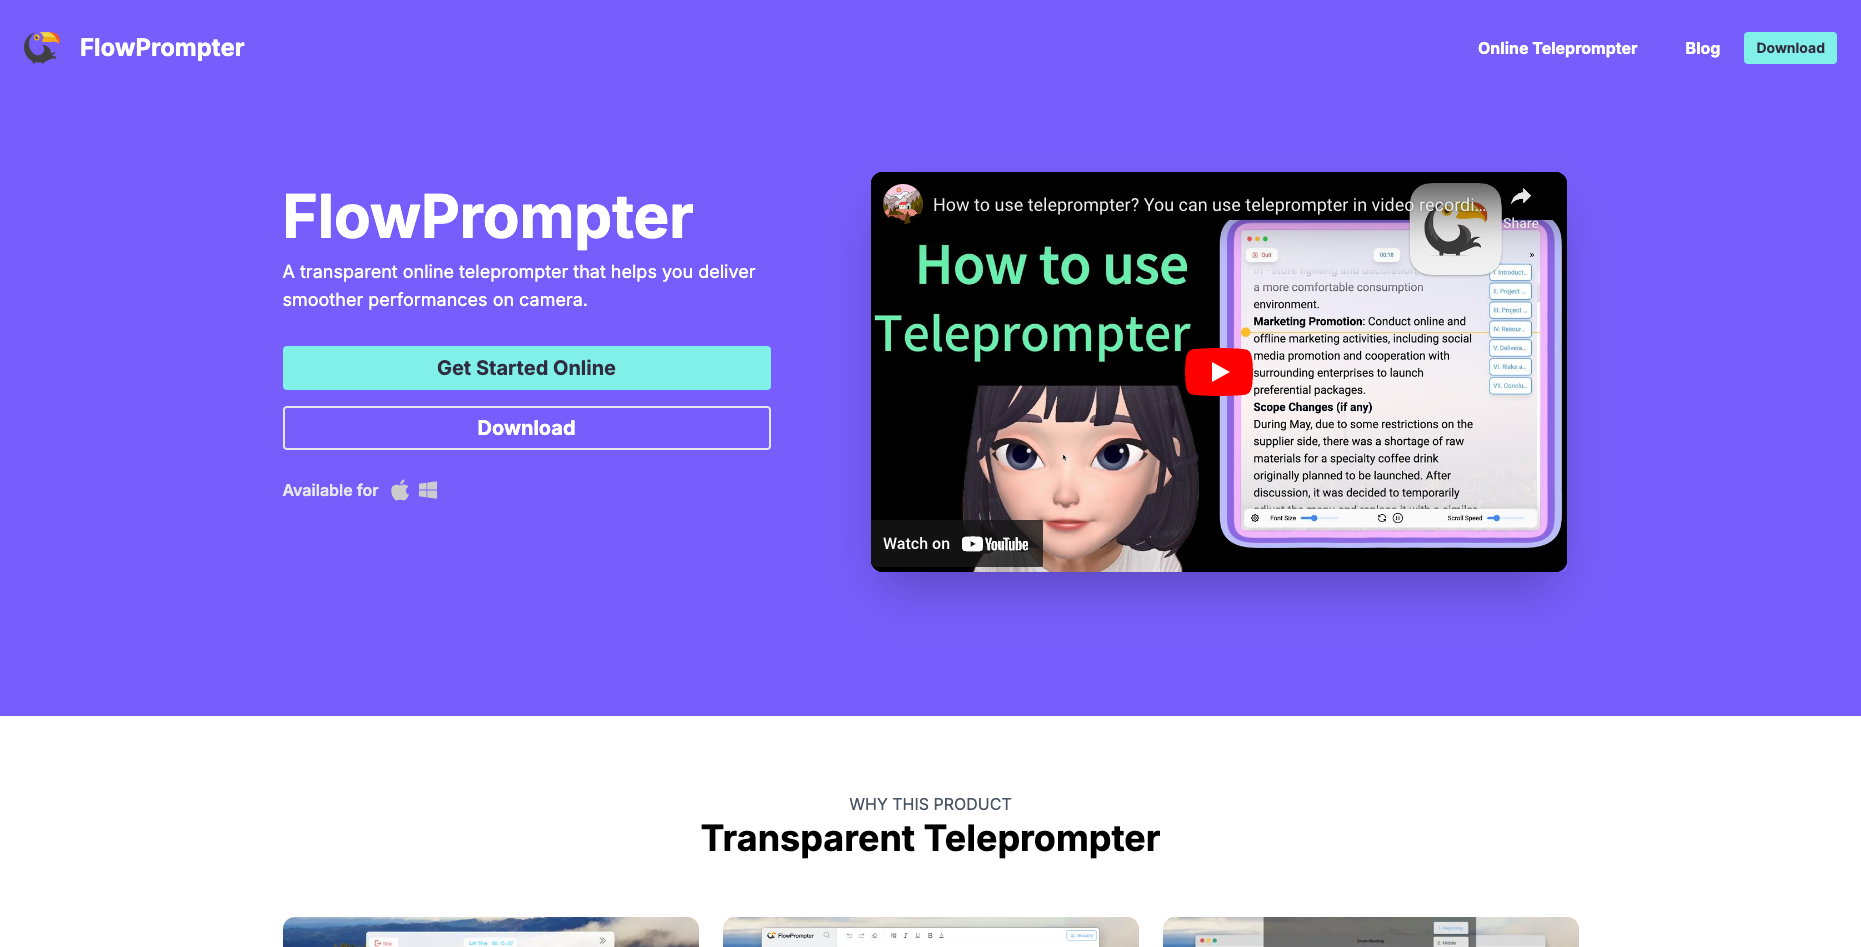 FlowPrompter
Online Teleprompter
Blog
Download
FlowPrompter
A transparent online teleprompter that helps you deliver
smoother performances on camera.
Get Started Online
Download
Available for
How to use teleprompter? You can use teleprompter in video recordi...
Share
How to use
Teleprompter
Quit
00:18
a more comfortable consumption
environment.
Marketing Promotion: Conduct online and
offline marketing activities, including social
media promotion and cooperation with
surrounding enterprises to launch
preferential packages.
Scope Changes (if any)
During May, due to some restrictions on the
supplier side, there was a shortage of raw
materials for a specialty coffee drink
originally planned to be launched. After
discussion, it was decided to temporarily
I. Introduct...
II. Project ...
III. Project...
IV. Resour...
V. Delivera...
VI. Risks a...
VII. Conclu...
Font Size
Scroll Speed
Watch on YouTube
WHY THIS PRODUCT
Transparent Teleprompter
FlowPrompter